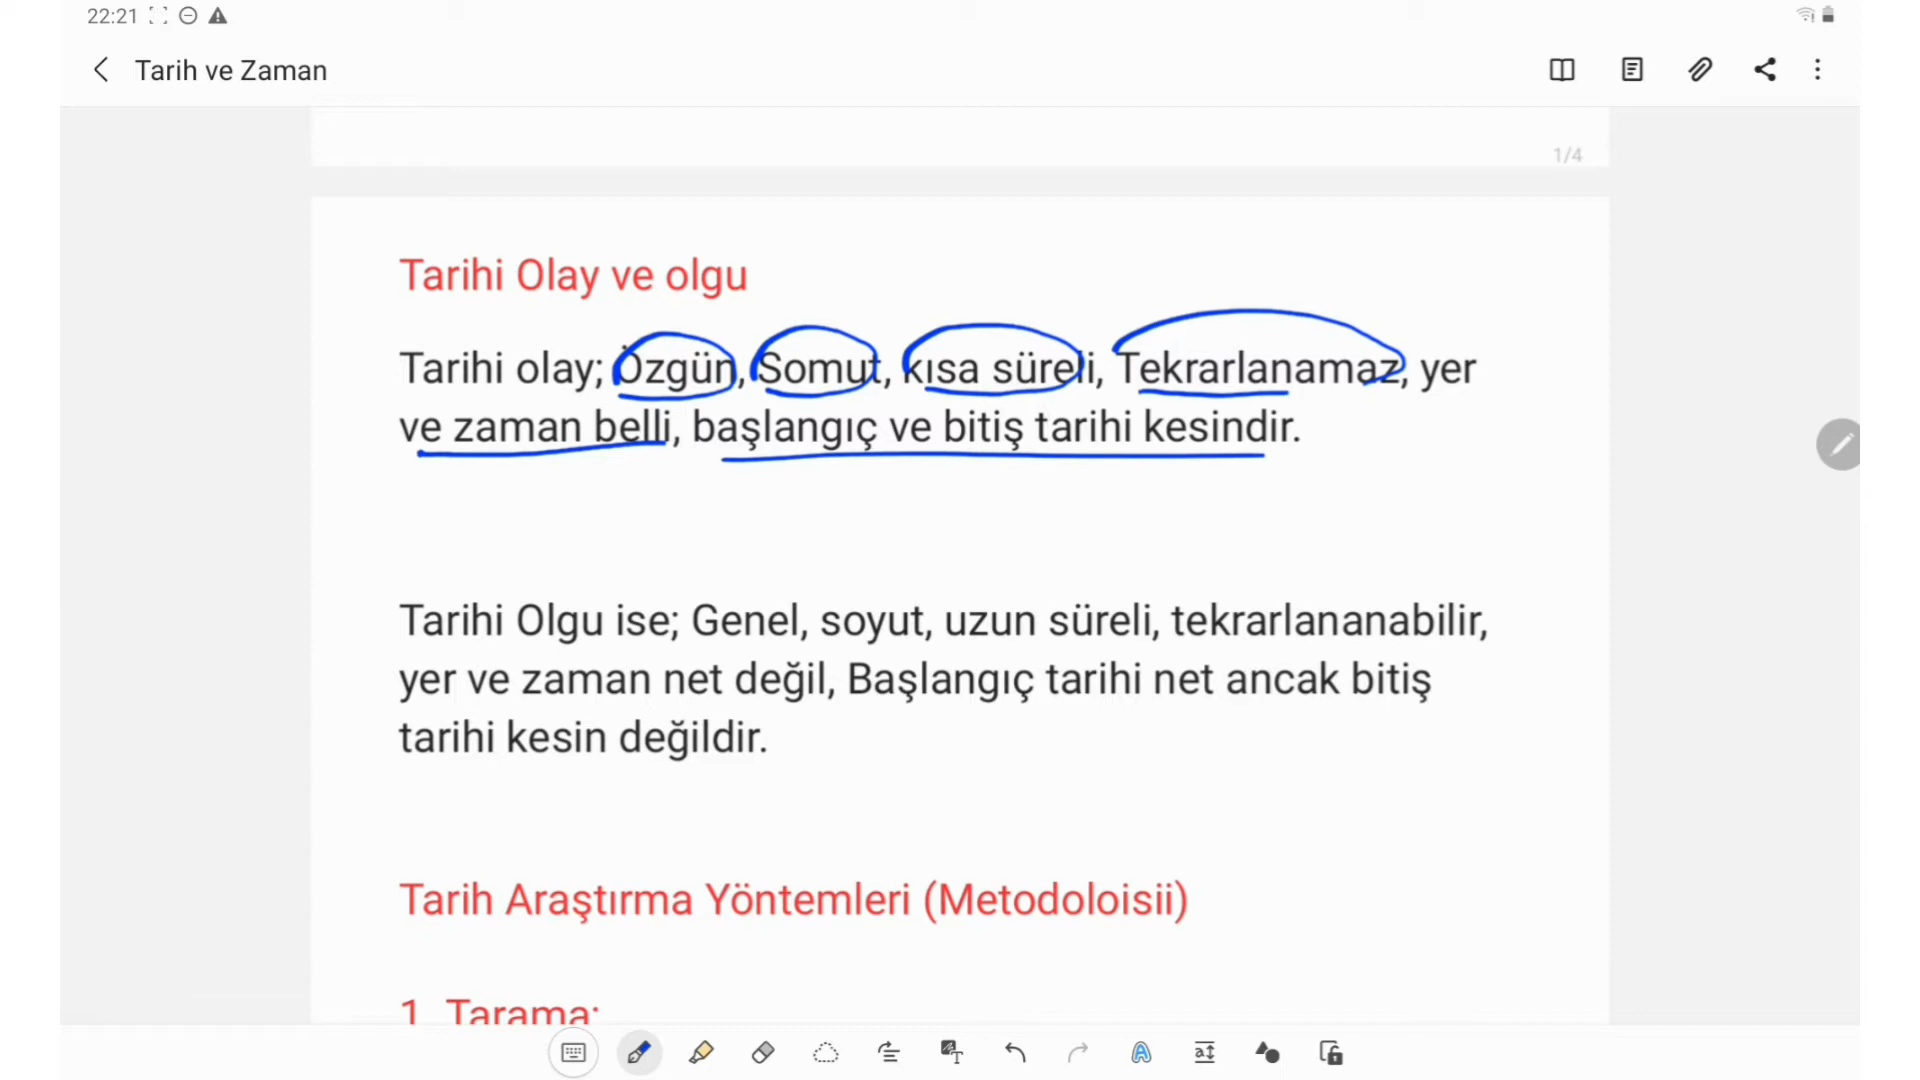 22:21
Tarih ve Zaman
1/4
Tarihi Olay ve olgu
Tarihi olay; Özgün, Somut, kısa süreli, Tekrarlanamaz, yer
ve zaman belli, başlangıç ve bitiş tarihi kesindir.
Tarihi Olgu ise; Genel, soyut, uzun süreli, tekrarlananabilir,
yer ve zaman net değil, Başlangıç tarihi net ancak bitiş
tarihi kesin değildir.
Tarih Araştırma Yöntemleri (Metodoloisii)
1. Tarama: